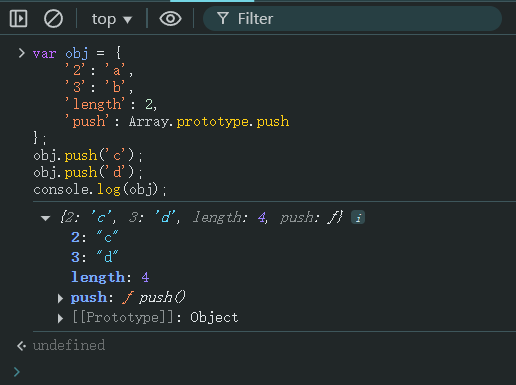 top ▼ Filter
> var obj = {
'2': 'a',
'3': 'b',
'length': 2,
'push': Array.prototype.push
};
obj.push('c');
obj.push('d');
console.log(obj);
▼ {2: 'c', 3: 'd', length: 4, push: ƒ} i
2: "c"
3: "d"
length: 4
▶ push: ƒ push()
▶ [[Prototype]]: Object
undefined
>